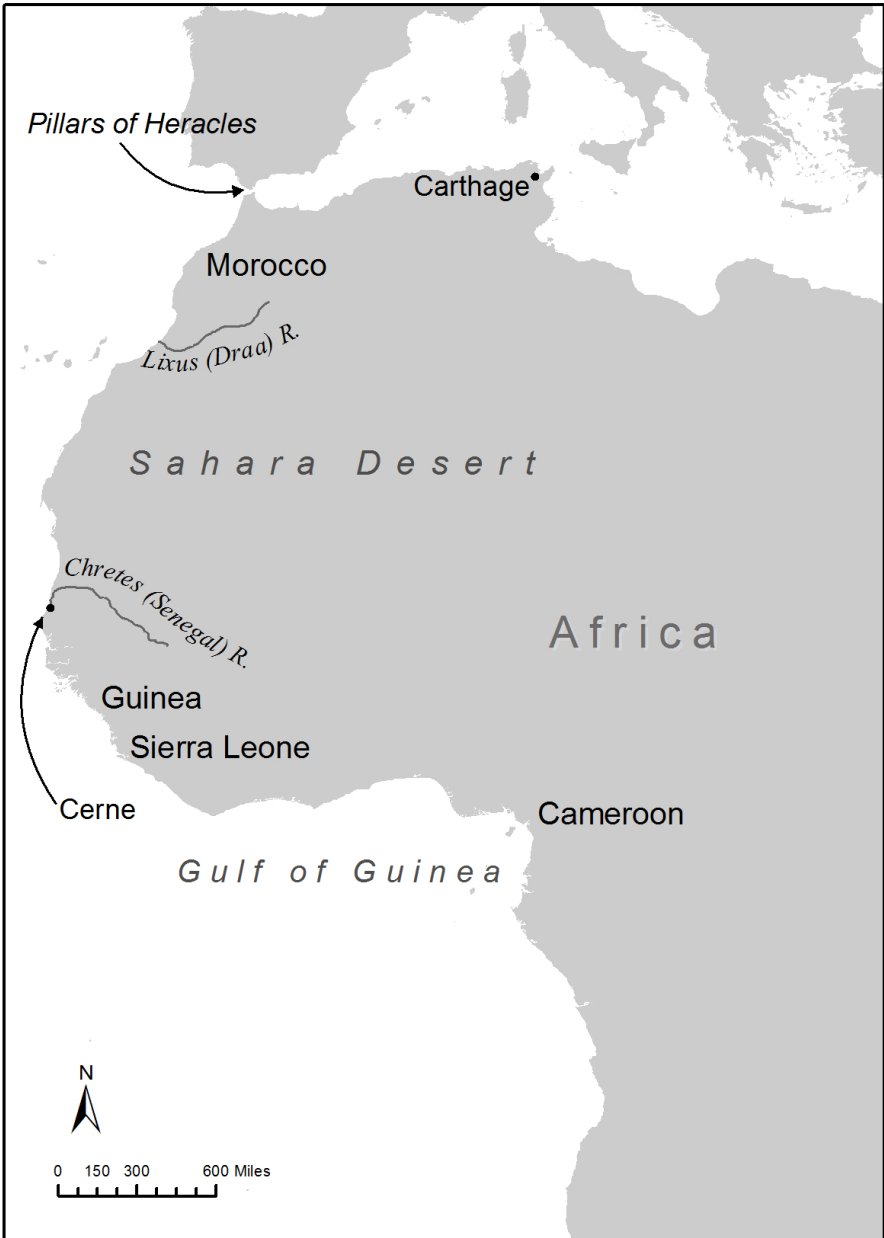 Pillars of Heracles
Carthage
Morocco
Lixus (Draa) R.
Sahara Desert
Chretes (Senegal) R.
Africa
Guinea
Sierra Leone
Cerne
Cameroon
Gulf of Guinea
N
0 150 300 600 Miles